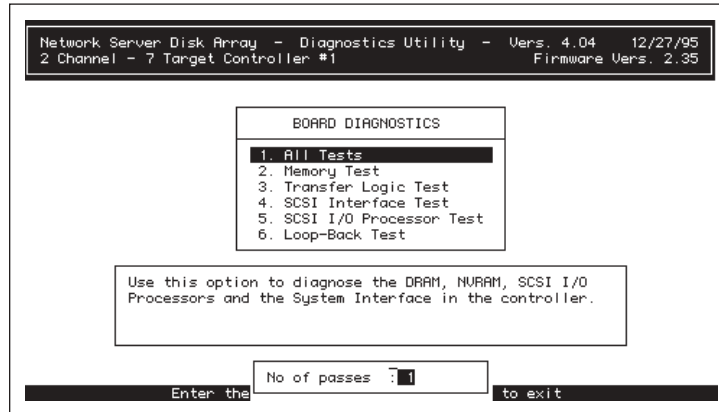 Network Server Disk Array - Diagnostics Utility - Vers. 4.04 12/27/95
2 Channel - 7 Target Controller #1 Firmware Vers. 2.35
BOARD DIAGNOSTICS
1. All Tests
2. Memory Test
3. Transfer Logic Test
4. SCSI Interface Test
5. SCSI I/O Processor Test
6. Loop-Back Test
Use this option to diagnose the DRAM, NVRAM, SCSI I/O
Processors and the System Interface in the controller.
No of passes : 1
Enter the to exit